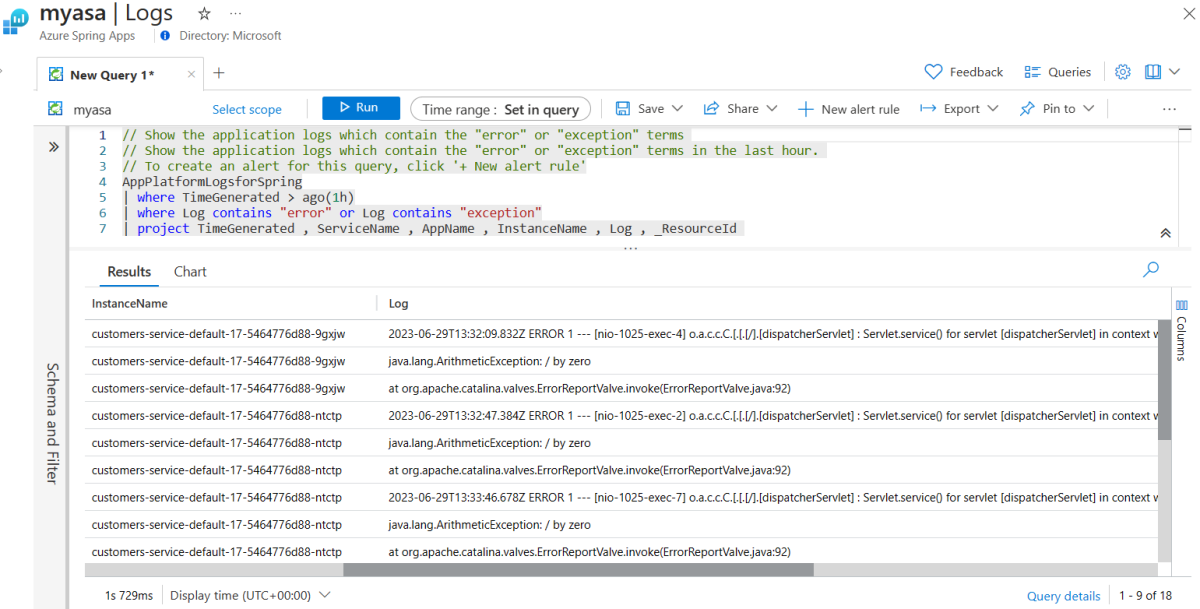 myasa | Logs ☆ ...
Azure Spring Apps Directory: Microsoft
New Query 1*
Feedback Queries
myasa Select scope Run Time range : Set in query Save Share New alert rule Export Pin to ...
1 // Show the application logs which contain the "error" or "exception" terms
2 // Show the application logs which contain the "error" or "exception" terms in the last hour.
3 // To create an alert for this query, click '+ New alert rule'
4 AppPlatformLogsforSpring
5 | where TimeGenerated > ago(1h)
6 | where Log contains "error" or Log contains "exception"
7 | project TimeGenerated , ServiceName , AppName , InstanceName , Log , _ResourceId
Schema and Filter
Results Chart
InstanceName Log
customers-service-default-17-5464776d88-9gxjw 2023-06-29T13:32:09.832Z ERROR 1 --- [nio-1025-exec-4] o.a.c.c.C.[.[.[/].[dispatcherServlet] : Servlet.service() for servlet [dispatcherServlet] in context w
customers-service-default-17-5464776d88-9gxjw java.lang.ArithmeticException: / by zero
customers-service-default-17-5464776d88-9gxjw at org.apache.catalina.valves.ErrorReportValve.invoke(ErrorReportValve.java:92)
customers-service-default-17-5464776d88-ntctp 2023-06-29T13:32:47.384Z ERROR 1 --- [nio-1025-exec-2] o.a.c.c.C.[.[.[/].[dispatcherServlet] : Servlet.service() for servlet [dispatcherServlet] in context w
customers-service-default-17-5464776d88-ntctp java.lang.ArithmeticException: / by zero
customers-service-default-17-5464776d88-ntctp at org.apache.catalina.valves.ErrorReportValve.invoke(ErrorReportValve.java:92)
customers-service-default-17-5464776d88-ntctp 2023-06-29T13:33:46.678Z ERROR 1 --- [nio-1025-exec-7] o.a.c.c.C.[.[.[/].[dispatcherServlet] : Servlet.service() for servlet [dispatcherServlet] in context w
customers-service-default-17-5464776d88-ntctp java.lang.ArithmeticException: / by zero
customers-service-default-17-5464776d88-ntctp at org.apache.catalina.valves.ErrorReportValve.invoke(ErrorReportValve.java:92)
Columns
1s 729ms Display time (UTC+00:00) Query details 1 - 9 of 18